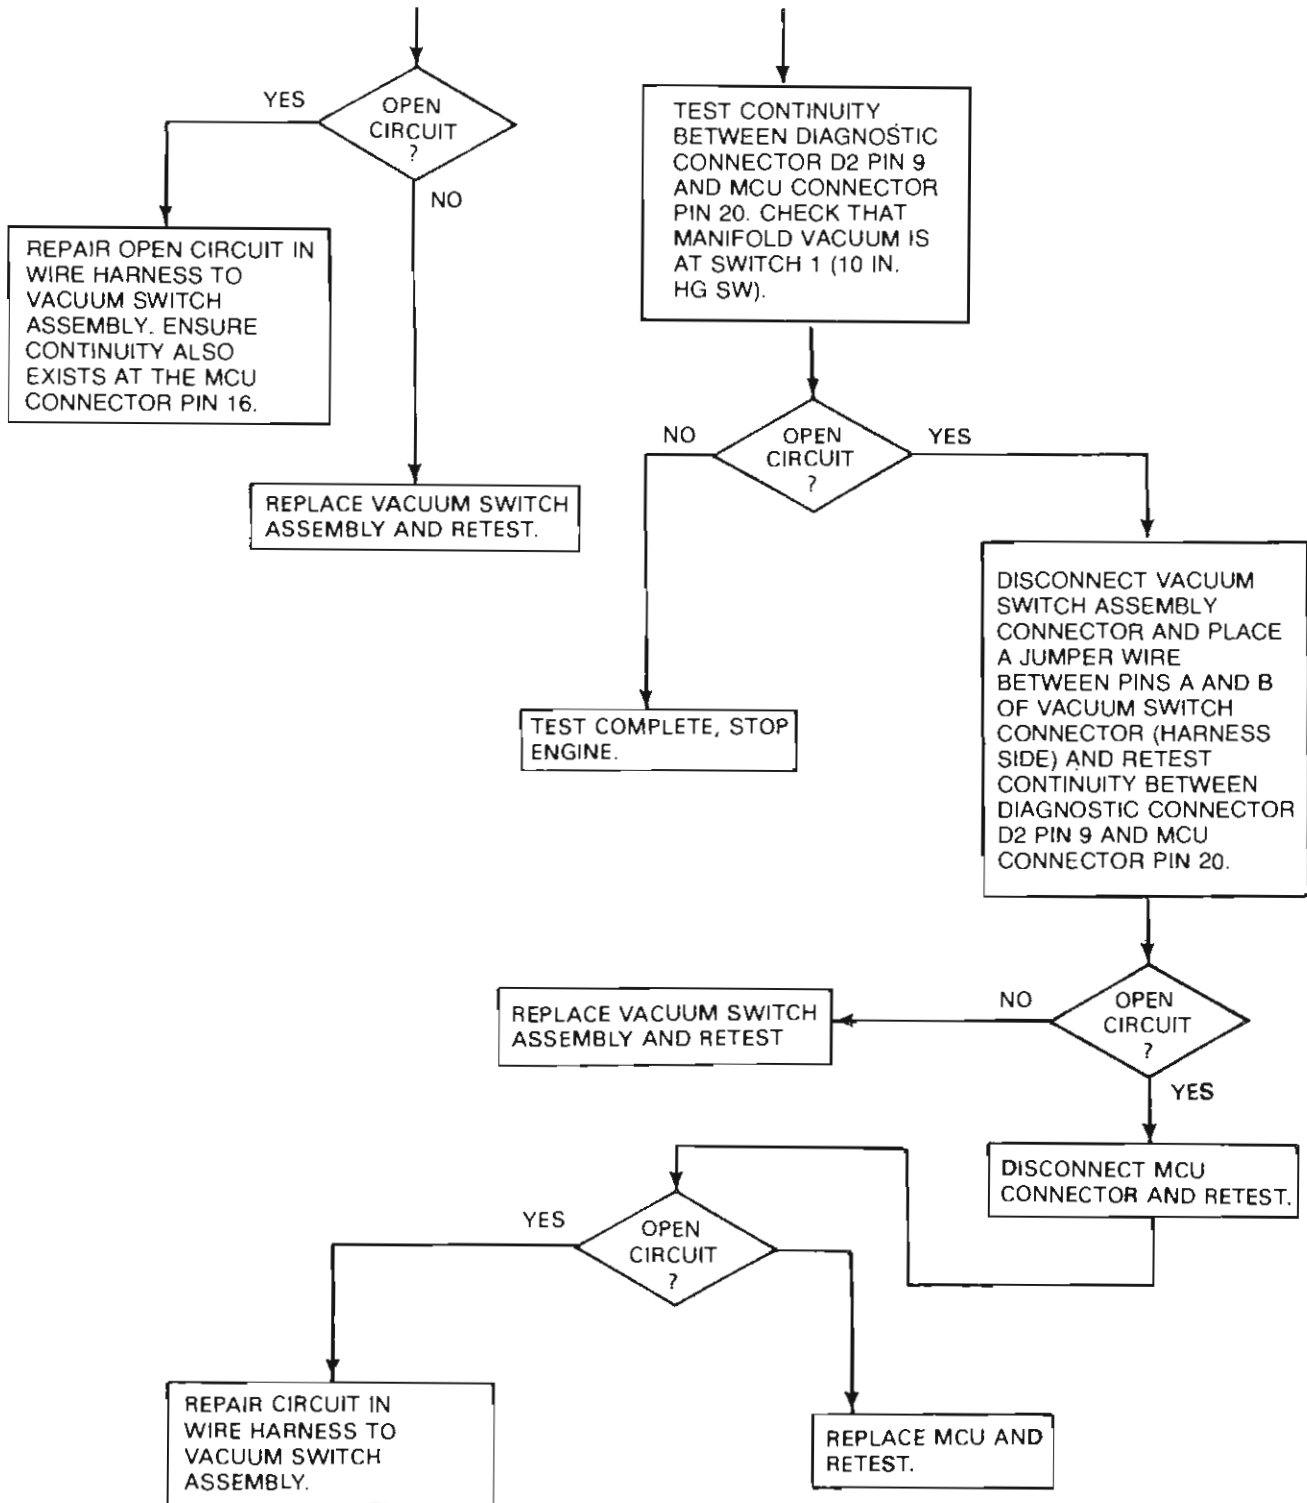 YES
OPEN
CIRCUIT
?
NO
REPAIR OPEN CIRCUIT IN
WIRE HARNESS TO
VACUUM SWITCH
ASSEMBLY. ENSURE
CONTINUITY ALSO
EXISTS AT THE MCU
CONNECTOR PIN 16.
REPLACE VACUUM SWITCH
ASSEMBLY AND RETEST.
TEST CONTINUITY
BETWEEN DIAGNOSTIC
CONNECTOR D2 PIN 9
AND MCU CONNECTOR
PIN 20. CHECK THAT
MANIFOLD VACUUM IS
AT SWITCH 1 (10 IN.
HG SW).
NO
OPEN
CIRCUIT
?
YES
TEST COMPLETE, STOP
ENGINE.
DISCONNECT VACUUM
SWITCH ASSEMBLY
CONNECTOR AND PLACE
A JUMPER WIRE
BETWEEN PINS A AND B
OF VACUUM SWITCH
CONNECTOR (HARNESS
SIDE) AND RETEST
CONTINUITY BETWEEN
DIAGNOSTIC CONNECTOR
D2 PIN 9 AND MCU
CONNECTOR PIN 20.
NO
OPEN
CIRCUIT
?
YES
REPLACE VACUUM SWITCH
ASSEMBLY AND RETEST
DISCONNECT MCU
CONNECTOR AND RETEST.
YES
OPEN
CIRCUIT
?
REPAIR CIRCUIT IN
WIRE HARNESS TO
VACUUM SWITCH
ASSEMBLY.
REPLACE MCU AND
RETEST.